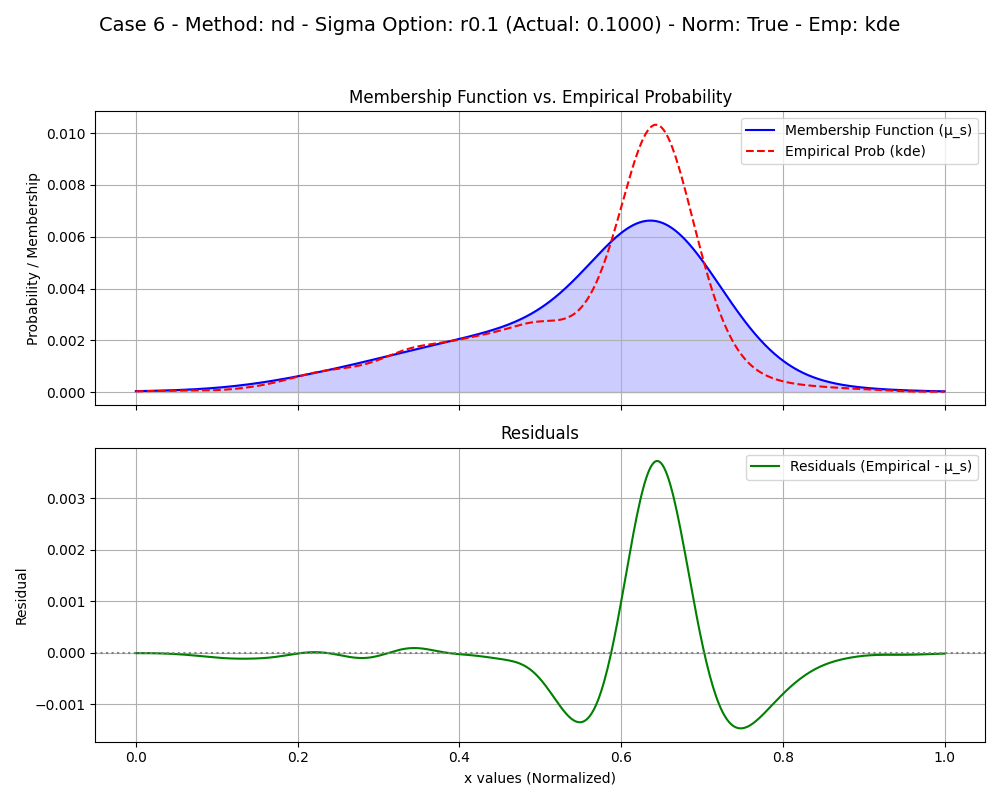 Case 6 - Method: nd - Sigma Option: r0.1 (Actual: 0.1000) - Norm: True - Emp: kde
Membership Function vs. Empirical Probability
Probability / Membership
0.010
0.008
0.006
0.004
0.002
0.000
Membership Function (μ_s)
Empirical Prob (kde)
Residuals
Residual
0.003
0.002
0.001
0.000
−0.001
Residuals (Empirical - μ_s)
0.0 0.2 0.4 0.6 0.8 1.0
x values (Normalized)